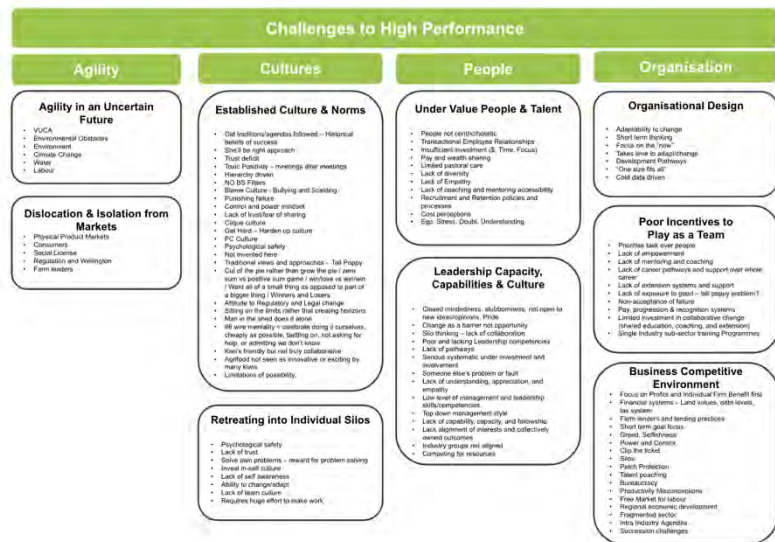 Challenges to High Performance
Agility
Agility in an Uncertain
Future
VUCA
Environmental Obstacles
Environment
Climate Change
Water
Labour
Dislocation & Isolation from
Markets
Physical Product Markets
Consumers
Social License
Regulation and Wellington
Farm leaders
Cultures
Established Culture & Norms
Old traditions/agendas followed – Historical
beliefs of success
She'll be right approach
Trust deficit
Toxic Positivity – meetings after meetings
Hierarchy driven
NO BS Filters
Blame Culture - Bullying and Scolding
Punishing failure
Control and power mindset
Lack of trust/fear of sharing
Clique culture
Get Hard – Harden up culture
PC Culture
Psychological safety
Not invented here
Traditional views and approaches - Tall Poppy
Cut of the pie rather than grow the pie / zero
sum vs positive sum game / win/lose vs win/win
/ Want all of a small thing as opposed to part of
a bigger thing / Winners and Losers
Attitude to Regulatory and Legal change
Sitting on the limits rather that creating horizons
Man in the shed does it alone
#8 wire mentality = celebrate doing it ourselves,
cheaply as possible, battling on, not asking for
help, or admitting we don't know
Kiwi's friendly but not truly collaborative
Agrifood not seen as innovative or exciting by
many kiwis
Limitations of possibility.
Retreating into Individual Silos
Psychological safety
Lack of trust
Solve own problems – reward for problem solving
Invest in-self culture
Lack of self awareness
Ability to change/adapt
Lack of team culture
Requires huge effort to make work
People
Under Value People & Talent
People not centric/holistic
Transactional Employee Relationships
Insufficient investment ($, Time, Focus)
Pay and wealth sharing
Limited pastoral care
Lack of diversity
Lack of Empathy
Lack of coaching and mentoring accessibility
Recruitment and Retention policies and
processes
Cost perceptions
Ego, Stress, Doubt, Understanding
Leadership Capacity,
Capabilities & Culture
Closed mindedness, stubbornness, not open to
new ideas/opinions, Pride
Change as a barrier not opportunity
Silo thinking – lack of collaboration
Poor and lacking Leadership competencies
Lack of pathways
Serious systematic under investment and
involvement
Someone else's problem or fault
Lack of understanding, appreciation, and
empathy
Low level of management and leadership
skills/competencies
Top down management style
Lack of capability, capacity, and fellowship
Lack alignment of interests and collectively
owned outcomes
Industry groups not aligned
Competing for resources
Organisation
Organisational Design
Adaptability to change
Short term thinking
Focus on the "now"
Takes time to adapt/change
Development Pathways
"One size fits all"
Cold data driven
Poor Incentives to
Play as a Team
Prioritise task over people
Lack of empowerment
Lack of mentoring and coaching
Lack of career pathways and support over whole
career
Lack of extension systems and support
Lack of exposure to good – tall poppy problem?
Non-acceptance of failure
Pay, progression & recognition systems
Limited investment in collaborative change
(shared education, coaching, and extension)
Single Industry sub-sector training Programmes
Business Competitive
Environment
Focus on Profits and Individual Firm Benefit first
Financial systems – Land values, debt levels,
tax system
Firm lenders and lending practices
Short term goal focus
Greed, Selfishness
Power and Control
Clip the ticket
Silos
Patch Protection
Talent poaching
Bureaucracy
Productivity Misconceptions
Free Market for labour
Regional economic development
Fragmented sector
Intra Industry Agendas
Succession challenges